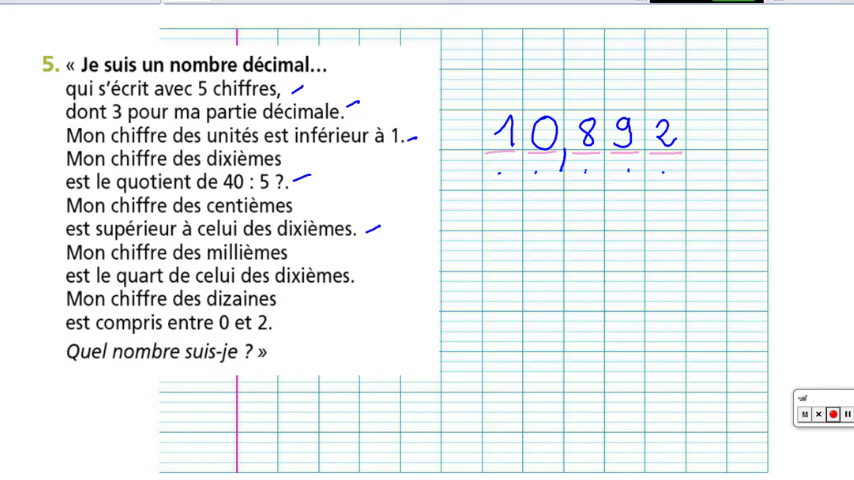 5. « Je suis un nombre décimal...
qui s'écrit avec 5 chiffres,
dont 3 pour ma partie décimale.
Mon chiffre des unités est inférieur à 1.
Mon chiffre des dixièmes
est le quotient de 40 : 5 ?.
Mon chiffre des centièmes
est supérieur à celui des dixièmes.
Mon chiffre des millièmes
est le quart de celui des dixièmes.
Mon chiffre des dizaines
est compris entre 0 et 2.
Quel nombre suis-je ? »
10,892
M